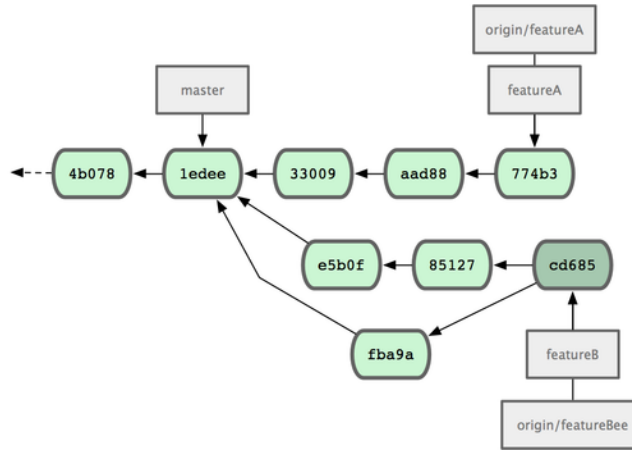 origin/featureA
master
featureA
4b078
1edee
33009
aad88
774b3
e5b0f
85127
cd685
fba9a
featureB
origin/featureBee